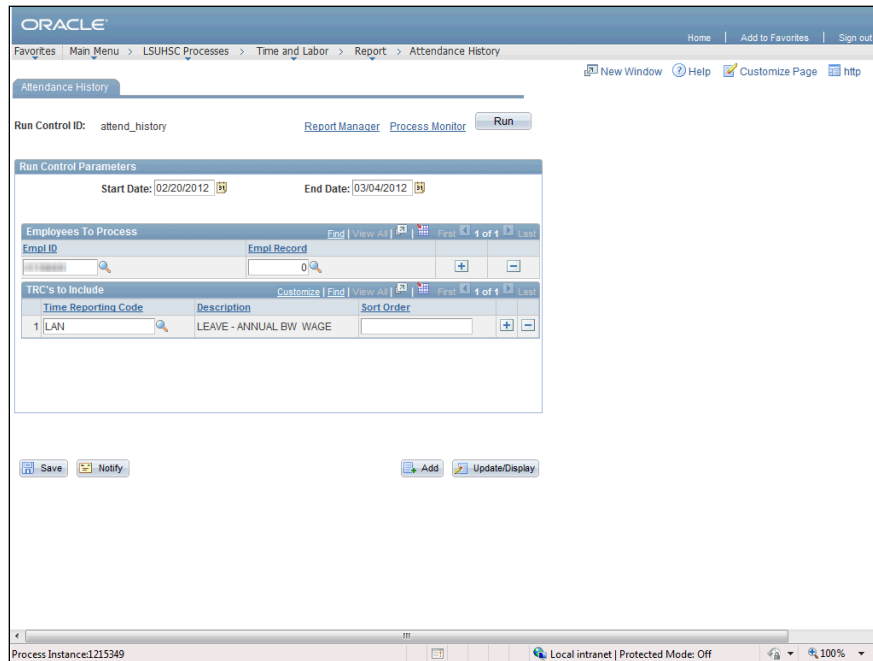 ORACLE
Home | Add to Favorites | Sign out
Favorites Main Menu > LSUHSC Processes > Time and Labor > Report > Attendance History
New Window Help Customize Page http
Attendance History
Run Control ID: attend_history Report Manager Process Monitor Run
Run Control Parameters
Start Date: 02/20/2012 End Date: 03/04/2012
Employees To Process Find | View All | First 1 of 1 Last
Empl ID Empl Record
0
TRC's to Include Customize | Find | View All | First 1 of 1 Last
Time Reporting Code Description Sort Order
1 LAN LEAVE - ANNUAL BW WAGE
Save Notify Add Update/Display
Process Instance:1215349 Local intranet | Protected Mode: Off 100%